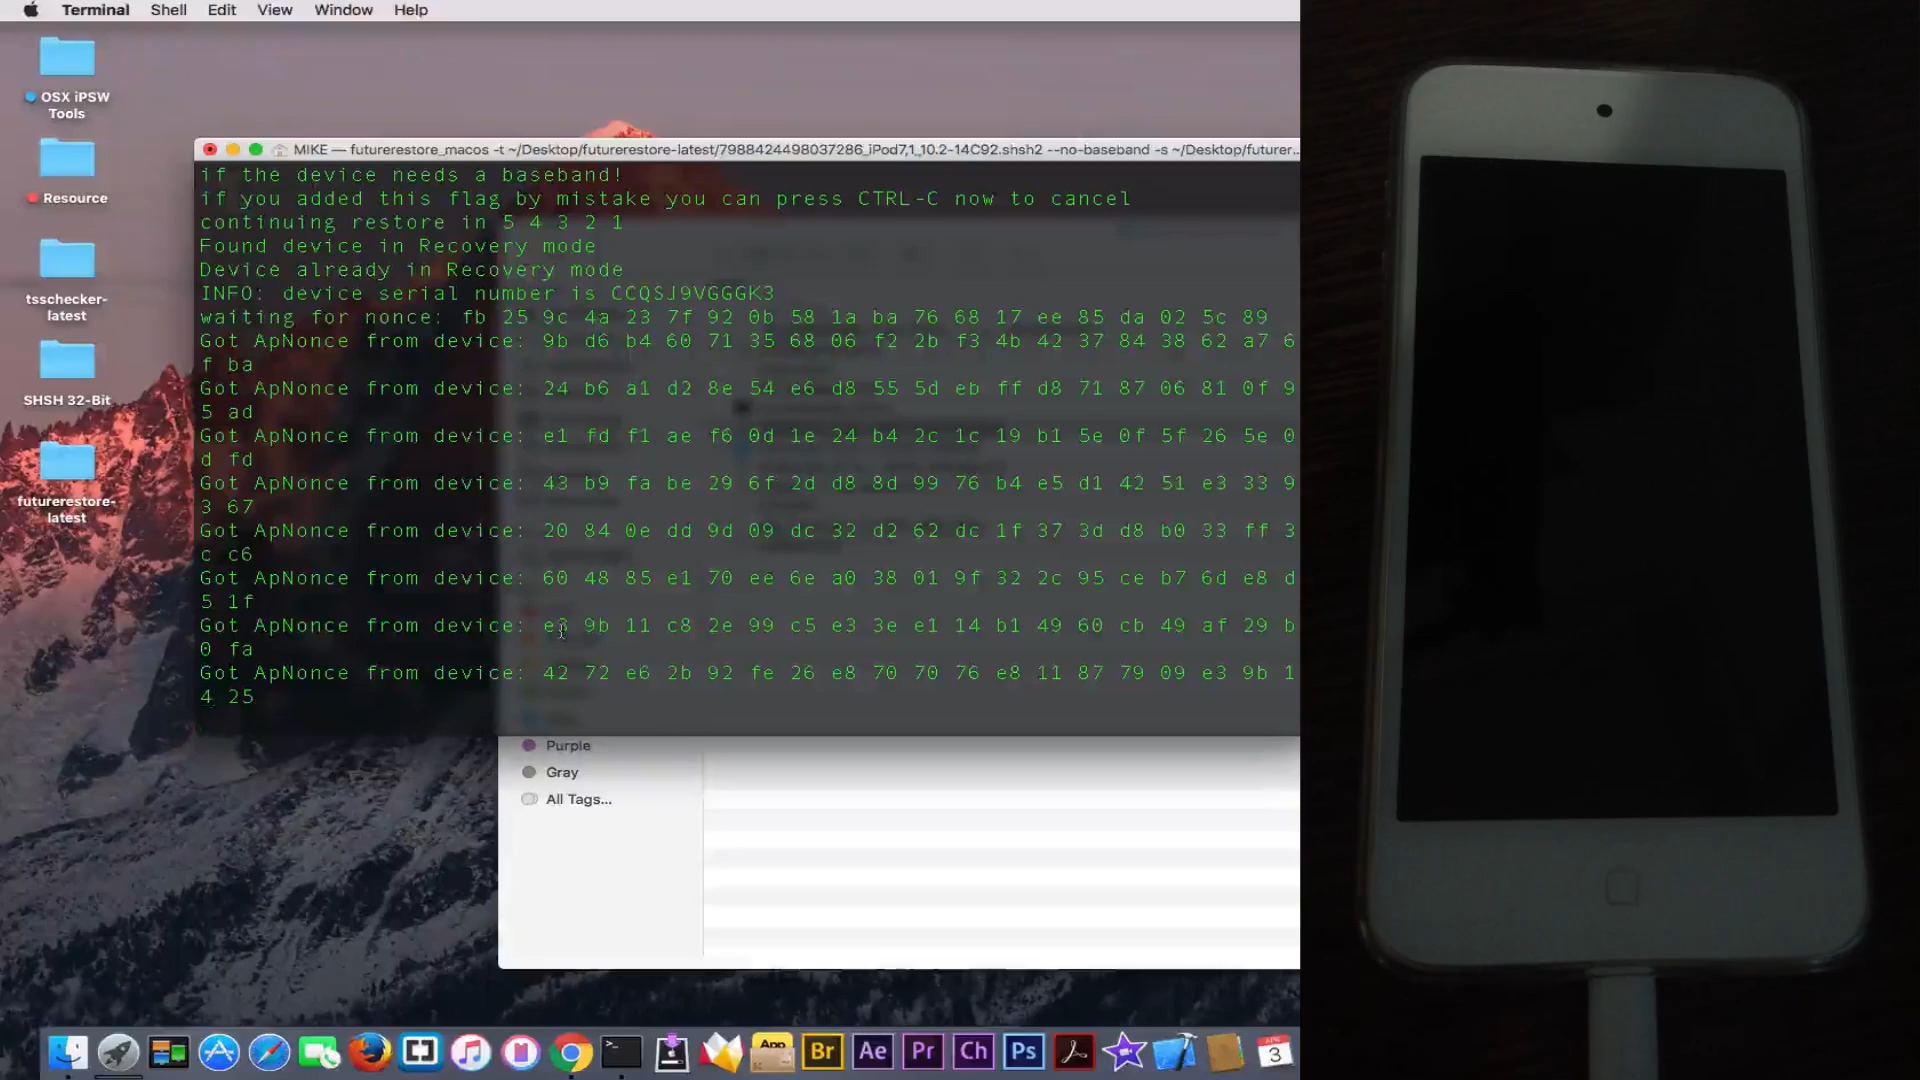 Terminal Shell Edit View Window Help
OSX iPSW
Tools
Resource
tsschecker-
latest
SHSH 32-Bit
futurerestore-
latest
MIKE — futurerestore_macos -t ~/Desktop/futurerestore-latest/7988424498037286_iPod7,1_10.2-14C92.shsh2 --no-baseband -s ~/Desktop/futurer...
if the device needs a baseband!
if you added this flag by mistake you can press CTRL-C now to cancel
continuing restore in 5 4 3 2 1
Found device in Recovery mode
Device already in Recovery mode
INFO: device serial number is CCQSJ9VGGGK3
waiting for nonce: fb 25 9c 4a 23 7f 92 0b 58 1a ba 76 68 17 ee 85 da 02 5c 89
Got ApNonce from device: 9b d6 b4 60 71 35 68 06 f2 2b f3 4b 42 37 84 38 62 a7 6
f ba
Got ApNonce from device: 24 b6 a1 d2 8e 54 e6 d8 55 5d eb ff d8 71 87 06 81 0f 9
5 ad
Got ApNonce from device: e1 fd f1 ae f6 0d 1e 24 b4 2c 1c 19 b1 5e 0f 5f 26 5e 0
d fd
Got ApNonce from device: 43 b9 fa be 29 6f 2d d8 8d 99 76 b4 e5 d1 42 51 e3 33 9
3 67
Got ApNonce from device: 20 84 0e dd 9d 09 dc 32 d2 62 dc 1f 37 3d d8 b0 33 ff 3
c c6
Got ApNonce from device: 60 48 85 e1 70 ee 6e a0 38 01 9f 32 2c 95 ce b7 6d e8 d
5 1f
Got ApNonce from device: e3 9b 11 c8 2e 99 c5 e3 3e e1 14 b1 49 60 cb 49 af 29 b
0 fa
Got ApNonce from device: 42 72 e6 2b 92 fe 26 e8 70 70 76 e8 11 87 79 09 e3 9b 1
4 25
Purple
Gray
All Tags...
App
Br
Ae
Pr
Ch
Ps
3